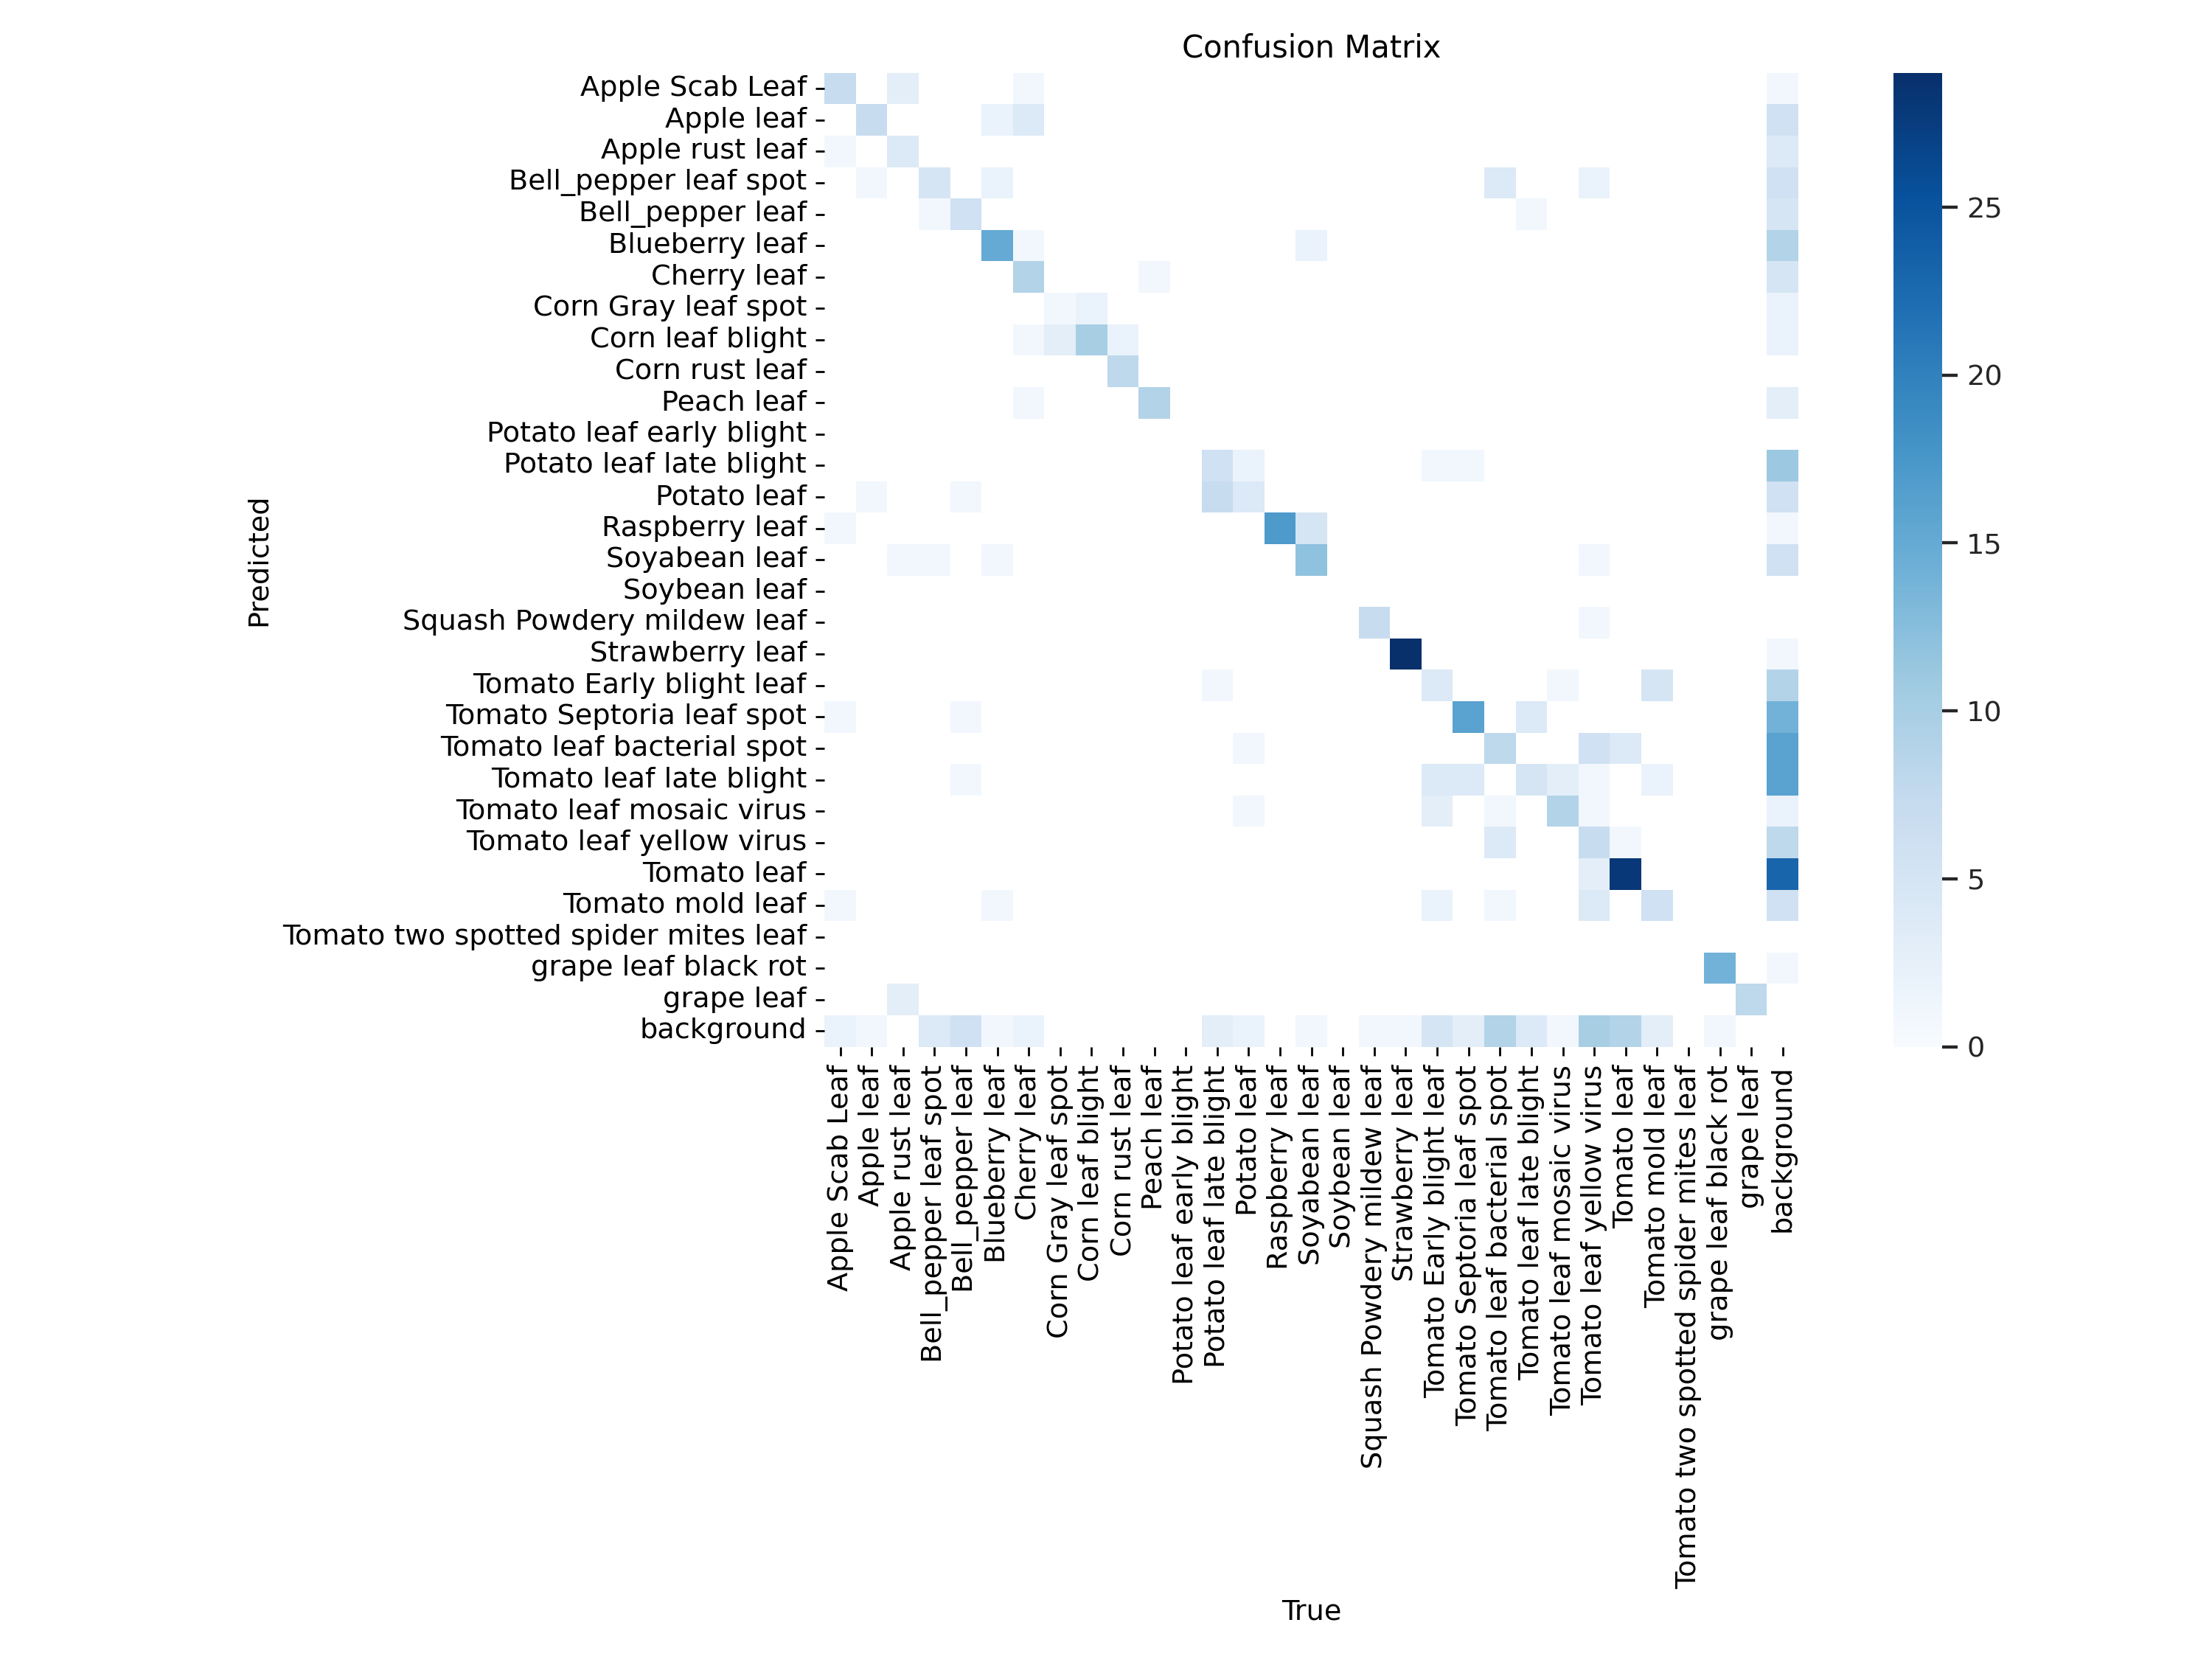 Confusion Matrix
Predicted
Apple Scab Leaf
Apple leaf
Apple rust leaf
Bell_pepper leaf spot
Bell_pepper leaf
Blueberry leaf
Cherry leaf
Corn Gray leaf spot
Corn leaf blight
Corn rust leaf
Peach leaf
Potato leaf early blight
Potato leaf late blight
Potato leaf
Raspberry leaf
Soyabean leaf
Soybean leaf
Squash Powdery mildew leaf
Strawberry leaf
Tomato Early blight leaf
Tomato Septoria leaf spot
Tomato leaf bacterial spot
Tomato leaf late blight
Tomato leaf mosaic virus
Tomato leaf yellow virus
Tomato leaf
Tomato mold leaf
Tomato two spotted spider mites leaf
grape leaf black rot
grape leaf
background
Apple Scab Leaf
Apple leaf
Apple rust leaf
Bell_pepper leaf spot
Bell_pepper leaf
Blueberry leaf
Cherry leaf
Corn Gray leaf spot
Corn leaf blight
Corn rust leaf
Peach leaf
Potato leaf early blight
Potato leaf late blight
Potato leaf
Raspberry leaf
Soyabean leaf
Soybean leaf
Squash Powdery mildew leaf
Strawberry leaf
Tomato Early blight leaf
Tomato Septoria leaf spot
Tomato leaf bacterial spot
Tomato leaf late blight
Tomato leaf mosaic virus
Tomato leaf yellow virus
Tomato leaf
Tomato mold leaf
Tomato two spotted spider mites leaf
grape leaf black rot
grape leaf
background
True
25
20
15
10
5
0